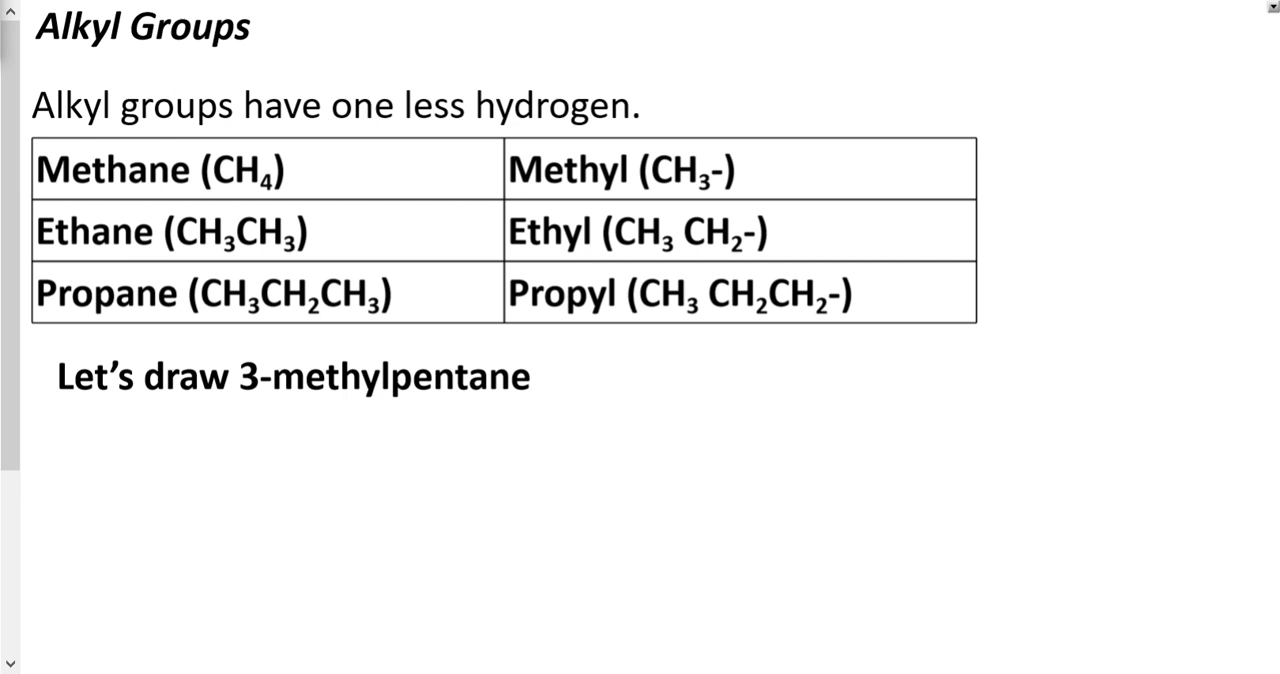 Alkyl Groups
Alkyl groups have one less hydrogen.
Methane (CH₄) Methyl (CH₃-)
Ethane (CH₃CH₃) Ethyl (CH₃ CH₂-)
Propane (CH₃CH₂CH₃) Propyl (CH₃ CH₂CH₂-)
Let’s draw 3-methylpentane